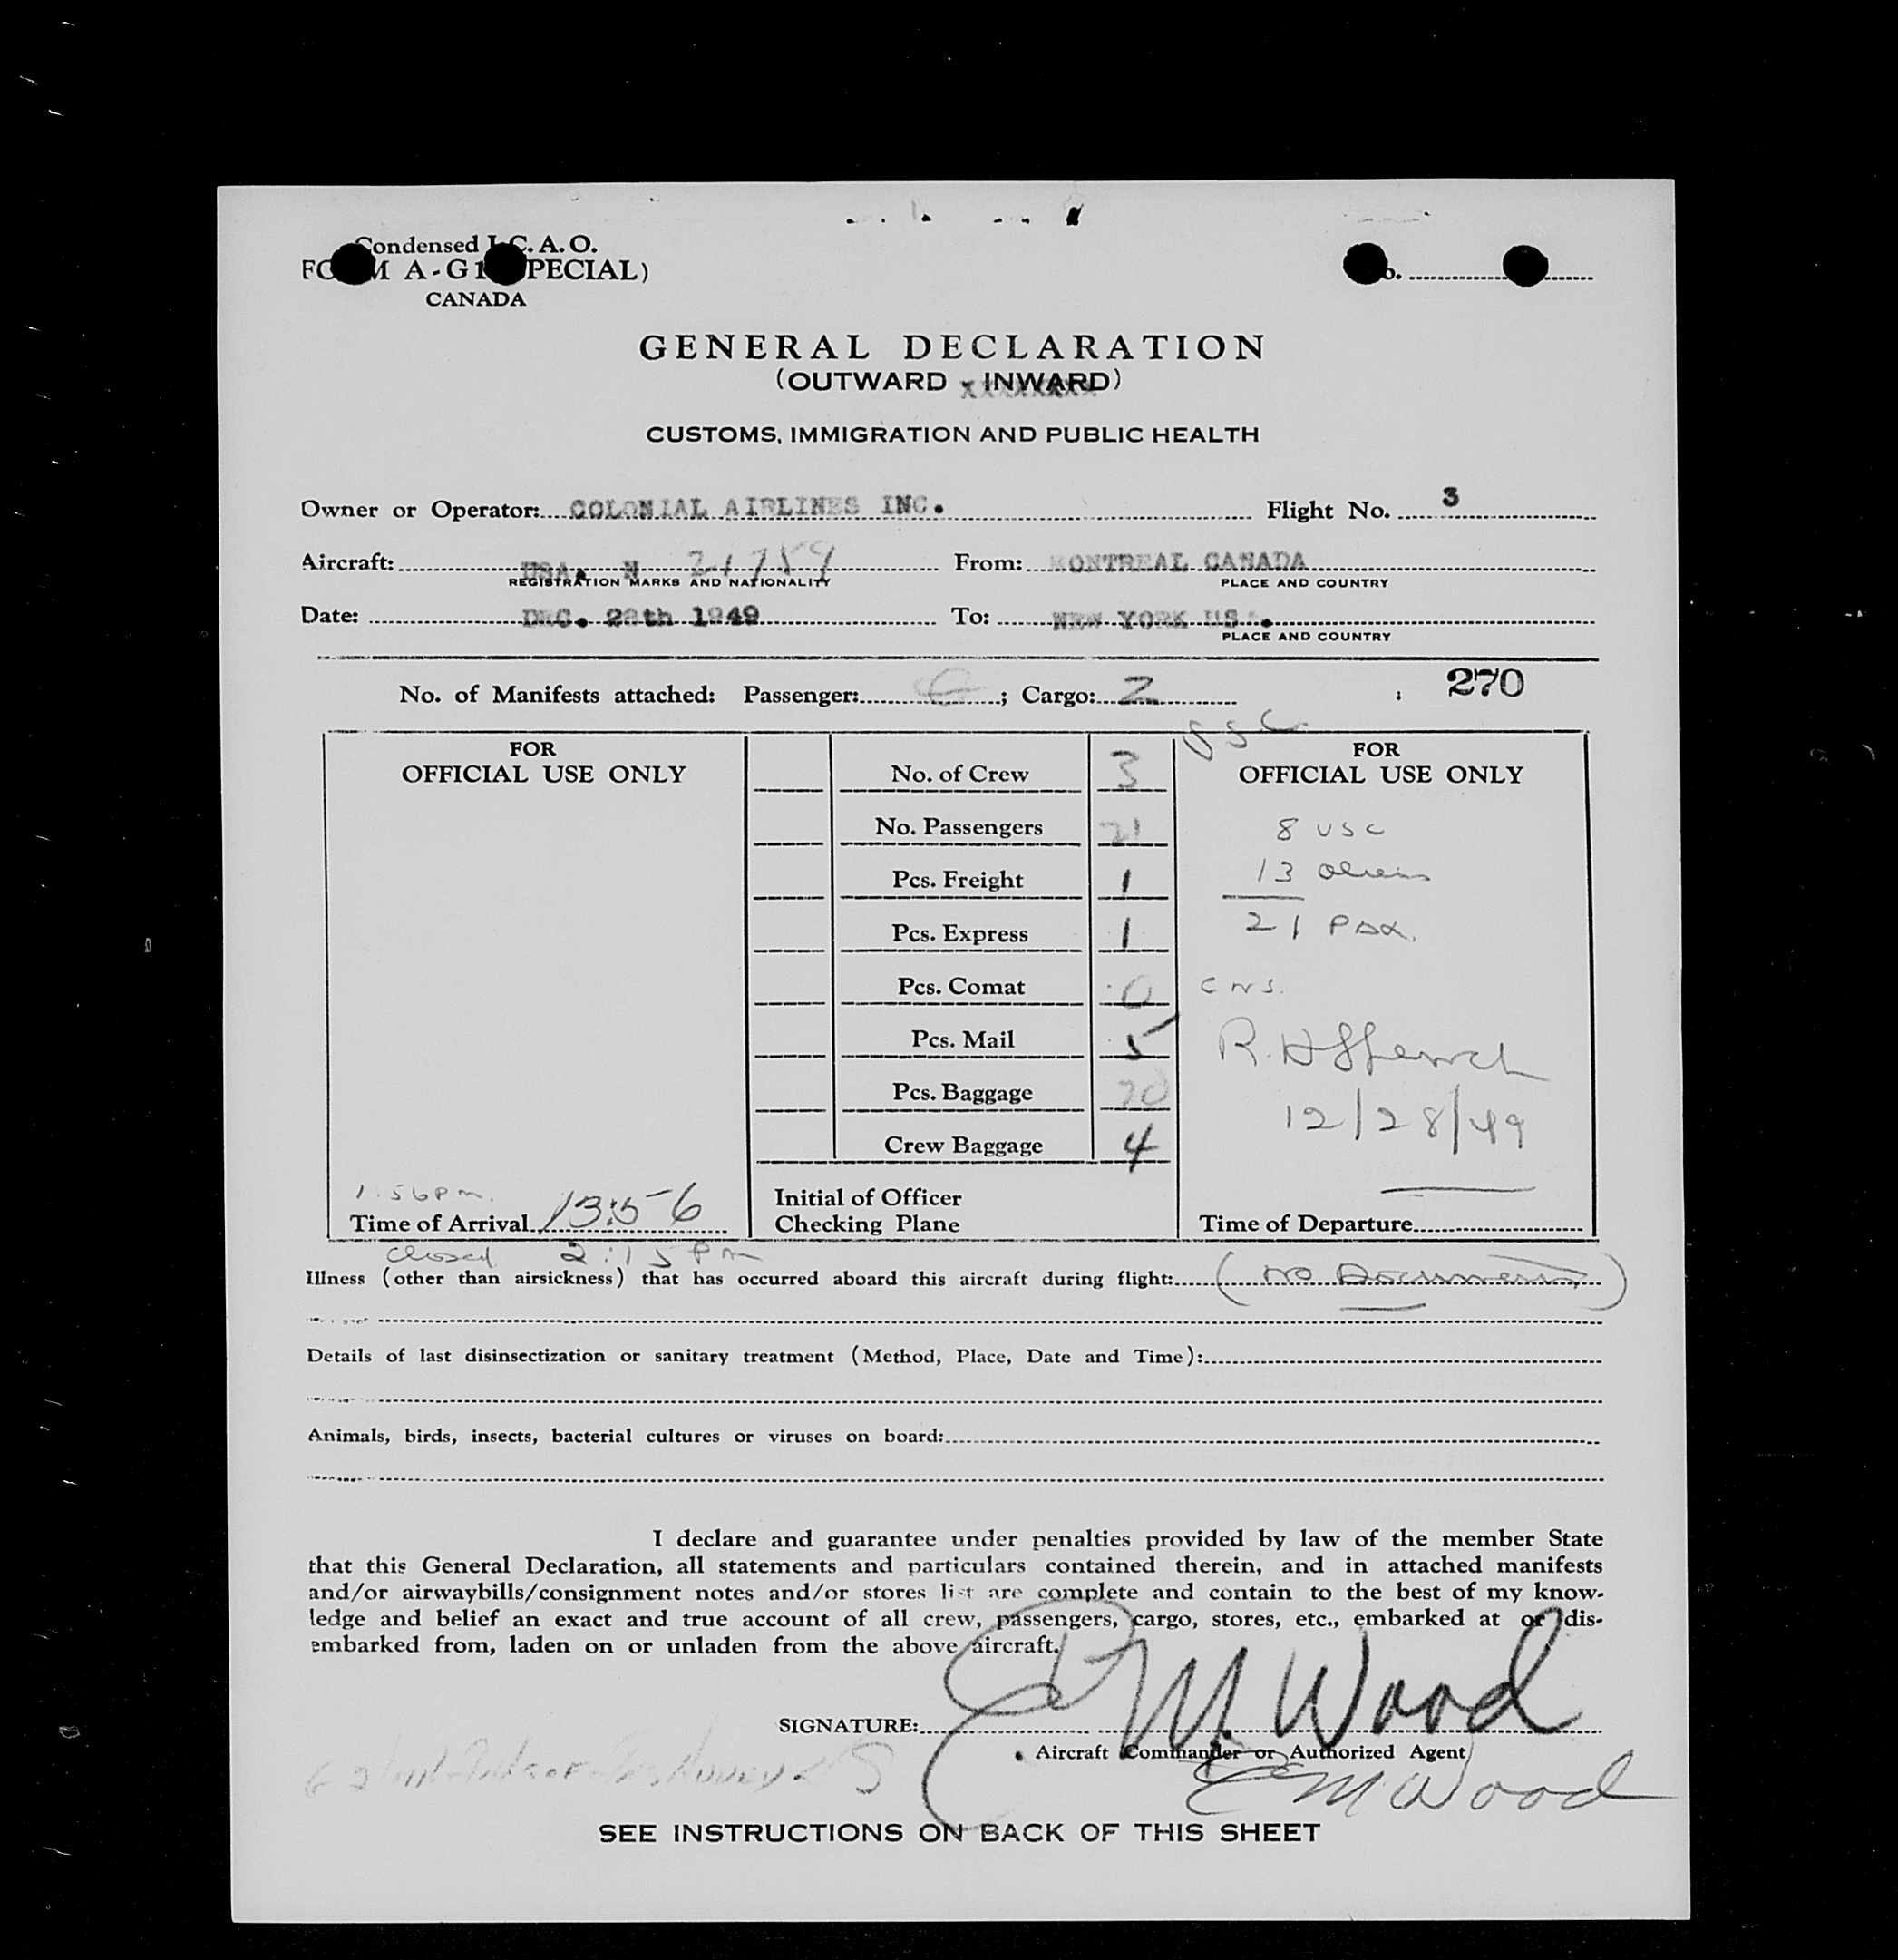 Condensed I.C.A.O.
FORM A-G1 (SPECIAL)
CANADA
No.
GENERAL DECLARATION
(OUTWARD - INWARD)
CUSTOMS, IMMIGRATION AND PUBLIC HEALTH
Owner or Operator: COLONIAL AIRLINES INC. Flight No. 3
Aircraft: USA. N 21759 From: MONTREAL CANADA
REGISTRATION MARKS AND NATIONALITY PLACE AND COUNTRY
Date: DEC. 28th 1949 To: NEW YORK US.
PLACE AND COUNTRY
270
No. of Manifests attached: Passenger: ; Cargo: 2 ;
USC
FOR
OFFICIAL USE ONLY
No. of Crew 3
No. Passengers 21
Pcs. Freight 1
Pcs. Express 1
Pcs. Comat 0
Pcs. Mail 5
Pcs. Baggage
Crew Baggage 4
Initial of Officer
Checking Plane
FOR
OFFICIAL USE ONLY
8 USC
13 aliens
21 Pax.
12/28/49
Time of Departure
1:56 pm.
Time of Arrival 13:56
closed 2:15 pm
Illness (other than airsickness) that has occurred aboard this aircraft during flight: (no Documents)
Details of last disinsectization or sanitary treatment (Method, Place, Date and Time):
Animals, birds, insects, bacterial cultures or viruses on board:
I declare and guarantee under penalties provided by law of the member State
that this General Declaration, all statements and particulars contained therein, and in attached manifests
and/or airwaybills/consignment notes and/or stores list are complete and contain to the best of my know-
ledge and belief an exact and true account of all crew, passengers, cargo, stores, etc., embarked at or dis-
embarked from, laden on or unladen from the above aircraft.
SIGNATURE: E M Wood
Aircraft Commander or Authorized Agent
E M Wood
SEE INSTRUCTIONS ON BACK OF THIS SHEET